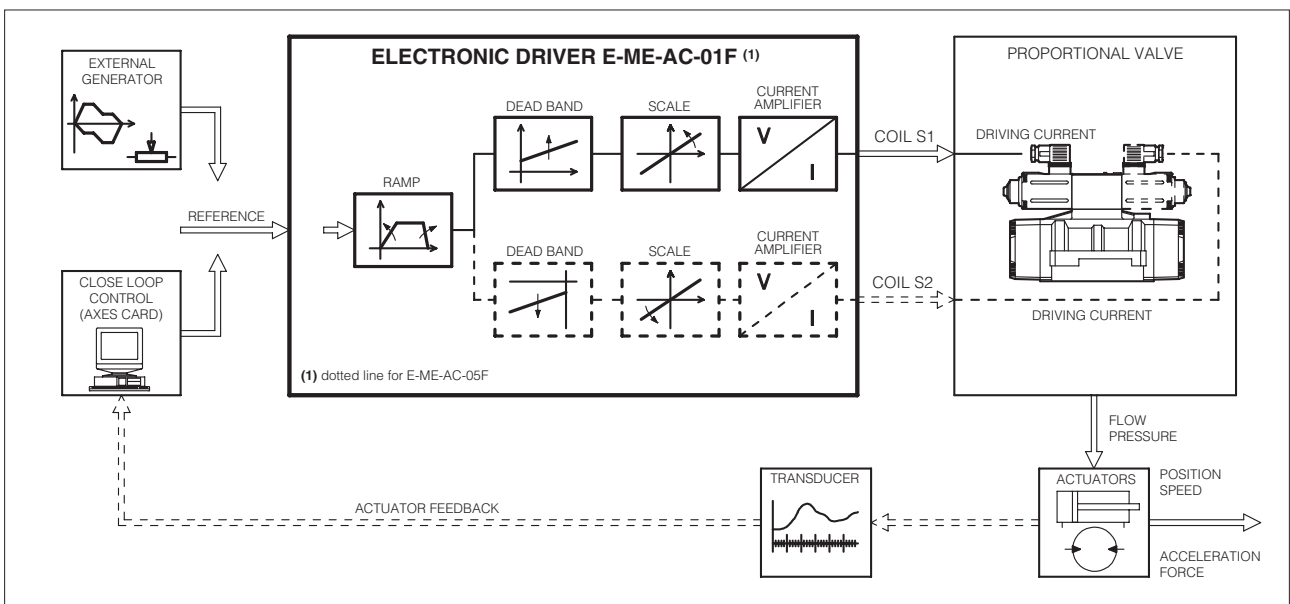 EXTERNAL
GENERATOR
ELECTRONIC DRIVER E-ME-AC-01F (1)
PROPORTIONAL VALVE
DEAD BAND
SCALE
CURRENT
AMPLIFIER
V
I
COIL S1
DRIVING CURRENT
RAMP
REFERENCE
DEAD BAND
SCALE
CURRENT
AMPLIFIER
V
I
COIL S2
DRIVING CURRENT
CLOSE LOOP
CONTROL
(AXES CARD)
(1) dotted line for E-ME-AC-05F
FLOW
PRESSURE
TRANSDUCER
ACTUATORS
POSITION
SPEED
ACTUATOR FEEDBACK
ACCELERATION
FORCE